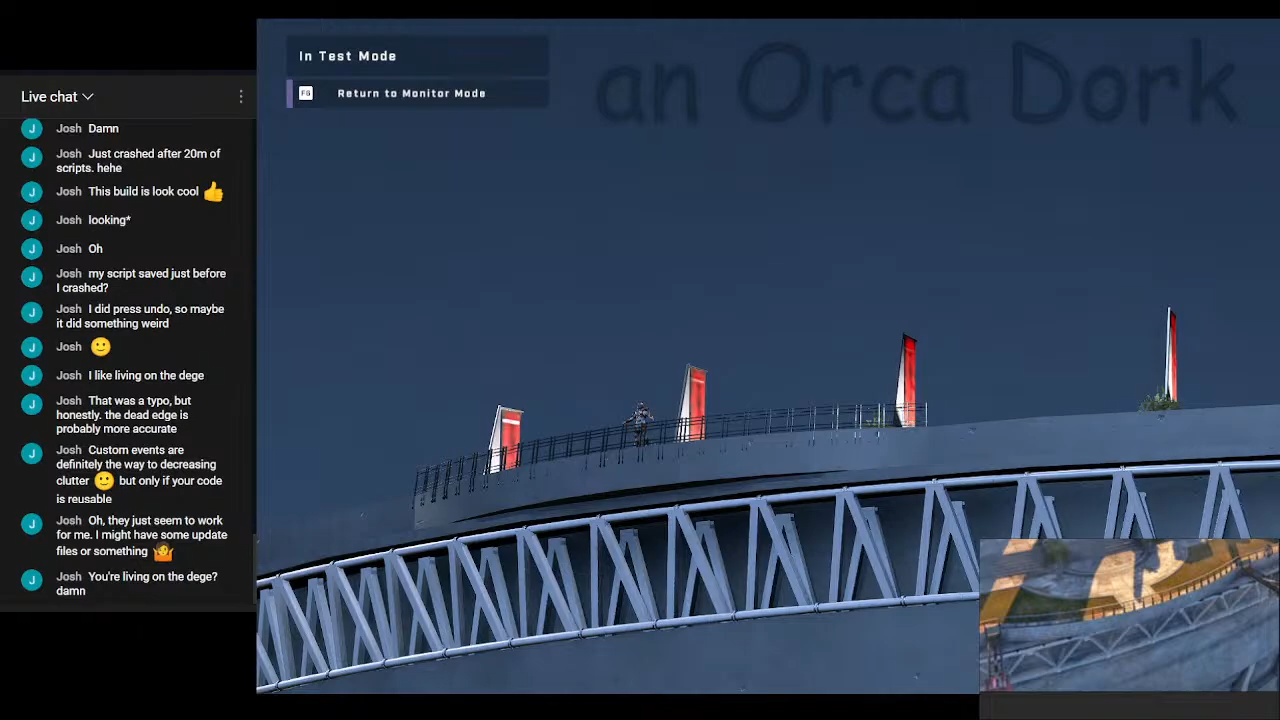 In Test Mode
F6 Return to Monitor Mode
an Orca Dork
Live chat
J Josh Damn
J Josh Just crashed after 20m of
scripts. hehe
J Josh This build is look cool 👍
J Josh looking*
J Josh Oh
J Josh my script saved just before
I crashed?
J Josh I did press undo, so maybe
it did something weird
J Josh 🙂
J Josh I like living on the dege
J Josh That was a typo, but
honestly. the dead edge is
probably more accurate
J Josh Custom events are
definitely the way to decreasing
clutter 🙂 but only if your code
is reusable
J Josh Oh, they just seem to work
for me. I might have some update
files or something 🤷
J Josh You're living on the dege?
damn